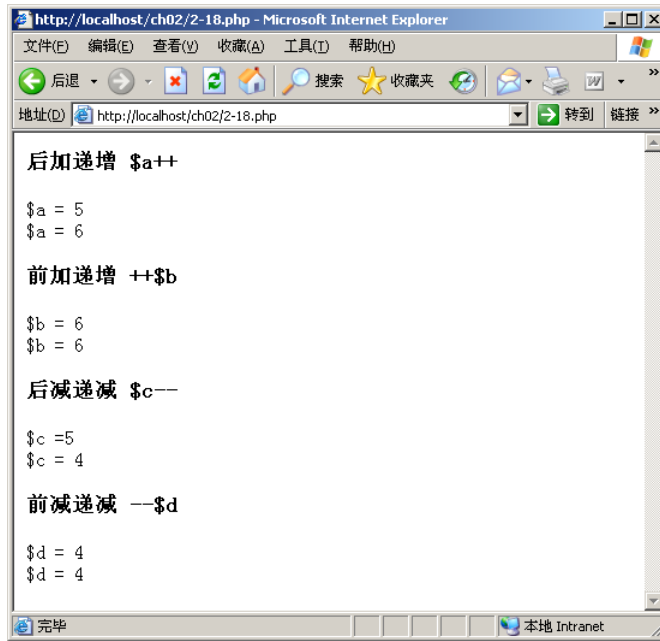 http://localhost/ch02/2-18.php - Microsoft Internet Explorer
文件(F) 编辑(E) 查看(V) 收藏(A) 工具(T) 帮助(H)
后退 搜索 收藏夹 »
地址(D) http://localhost/ch02/2-18.php 转到 链接 »
后加递增 $a++
$a = 5
$a = 6
前加递增 ++$b
$b = 6
$b = 6
后减递减 $c--
$c =5
$c = 4
前减递减 --$d
$d = 4
$d = 4
完毕 本地 Intranet